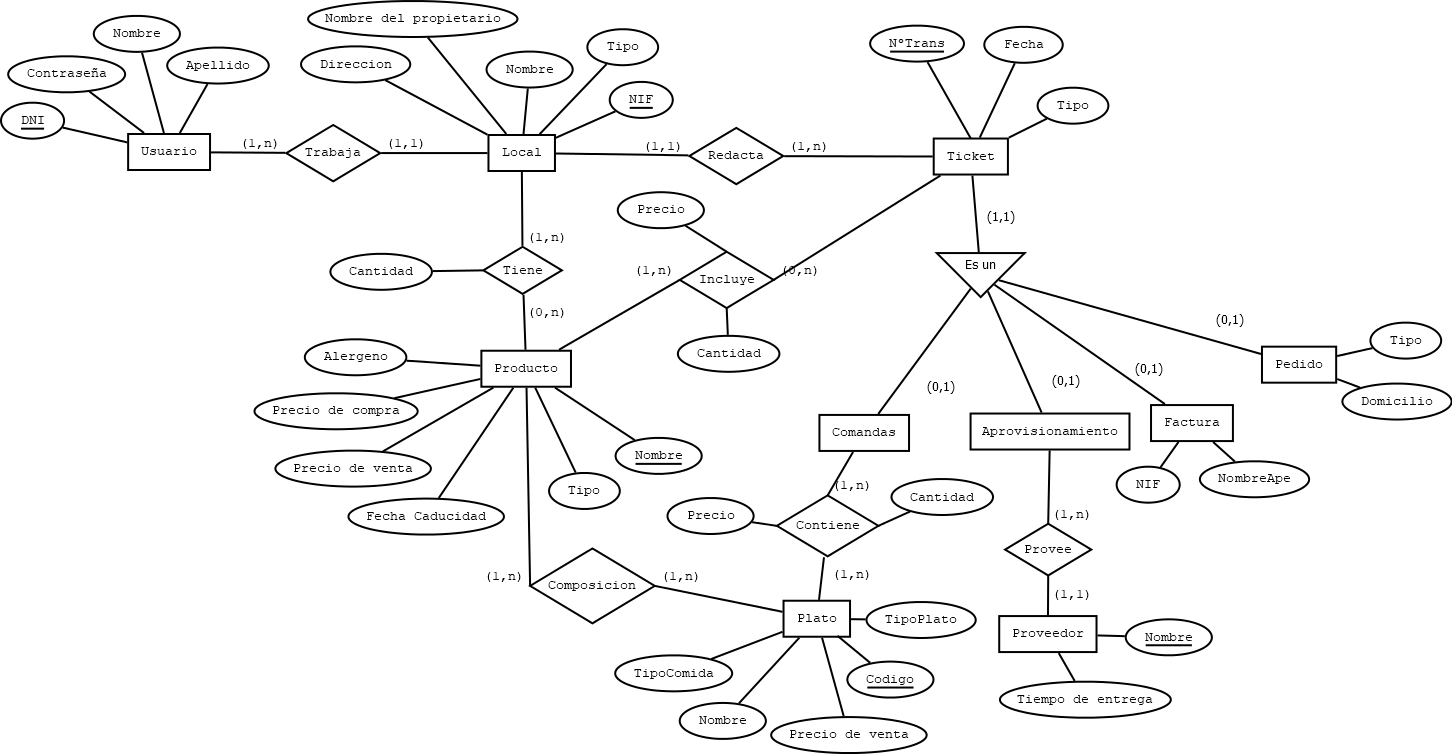 Nombre del propietario
Nombre
Contraseña
Apellido
DNI
Direccion
Nombre
Tipo
NIF
N°Trans
Fecha
Tipo
Usuario
(1,n)
Trabaja
(1,1)
Local
(1,1)
Redacta
(1,n)
Ticket
Precio
(1,1)
(1,n)
Cantidad
Tiene
(1,n)
Incluye
(0,n)
Es un
(0,n)
(0,1)
Alergeno
Producto
Cantidad
Tipo
Pedido
Domicilio
Precio de compra
(0,1)
(0,1)
(0,1)
Comandas
Aprovisionamiento
Factura
Precio de venta
Nombre
Tipo
Fecha Caducidad
NIF
NombreApe
(1,n)
Precio
Contiene
Cantidad
(1,n)
Provee
(1,n)
Composicion
(1,n)
(1,n)
(1,1)
Plato
TipoPlato
Proveedor
Nombre
TipoComida
Codigo
Tiempo de entrega
Nombre
Precio de venta